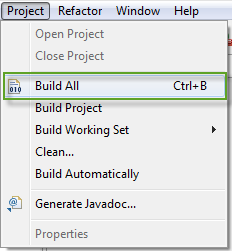 Project Refactor Window Help
Open Project
Close Project
010 Build All Ctrl+B
Build Project
Build Working Set
Clean...
Build Automatically
@ Generate Javadoc...
Properties